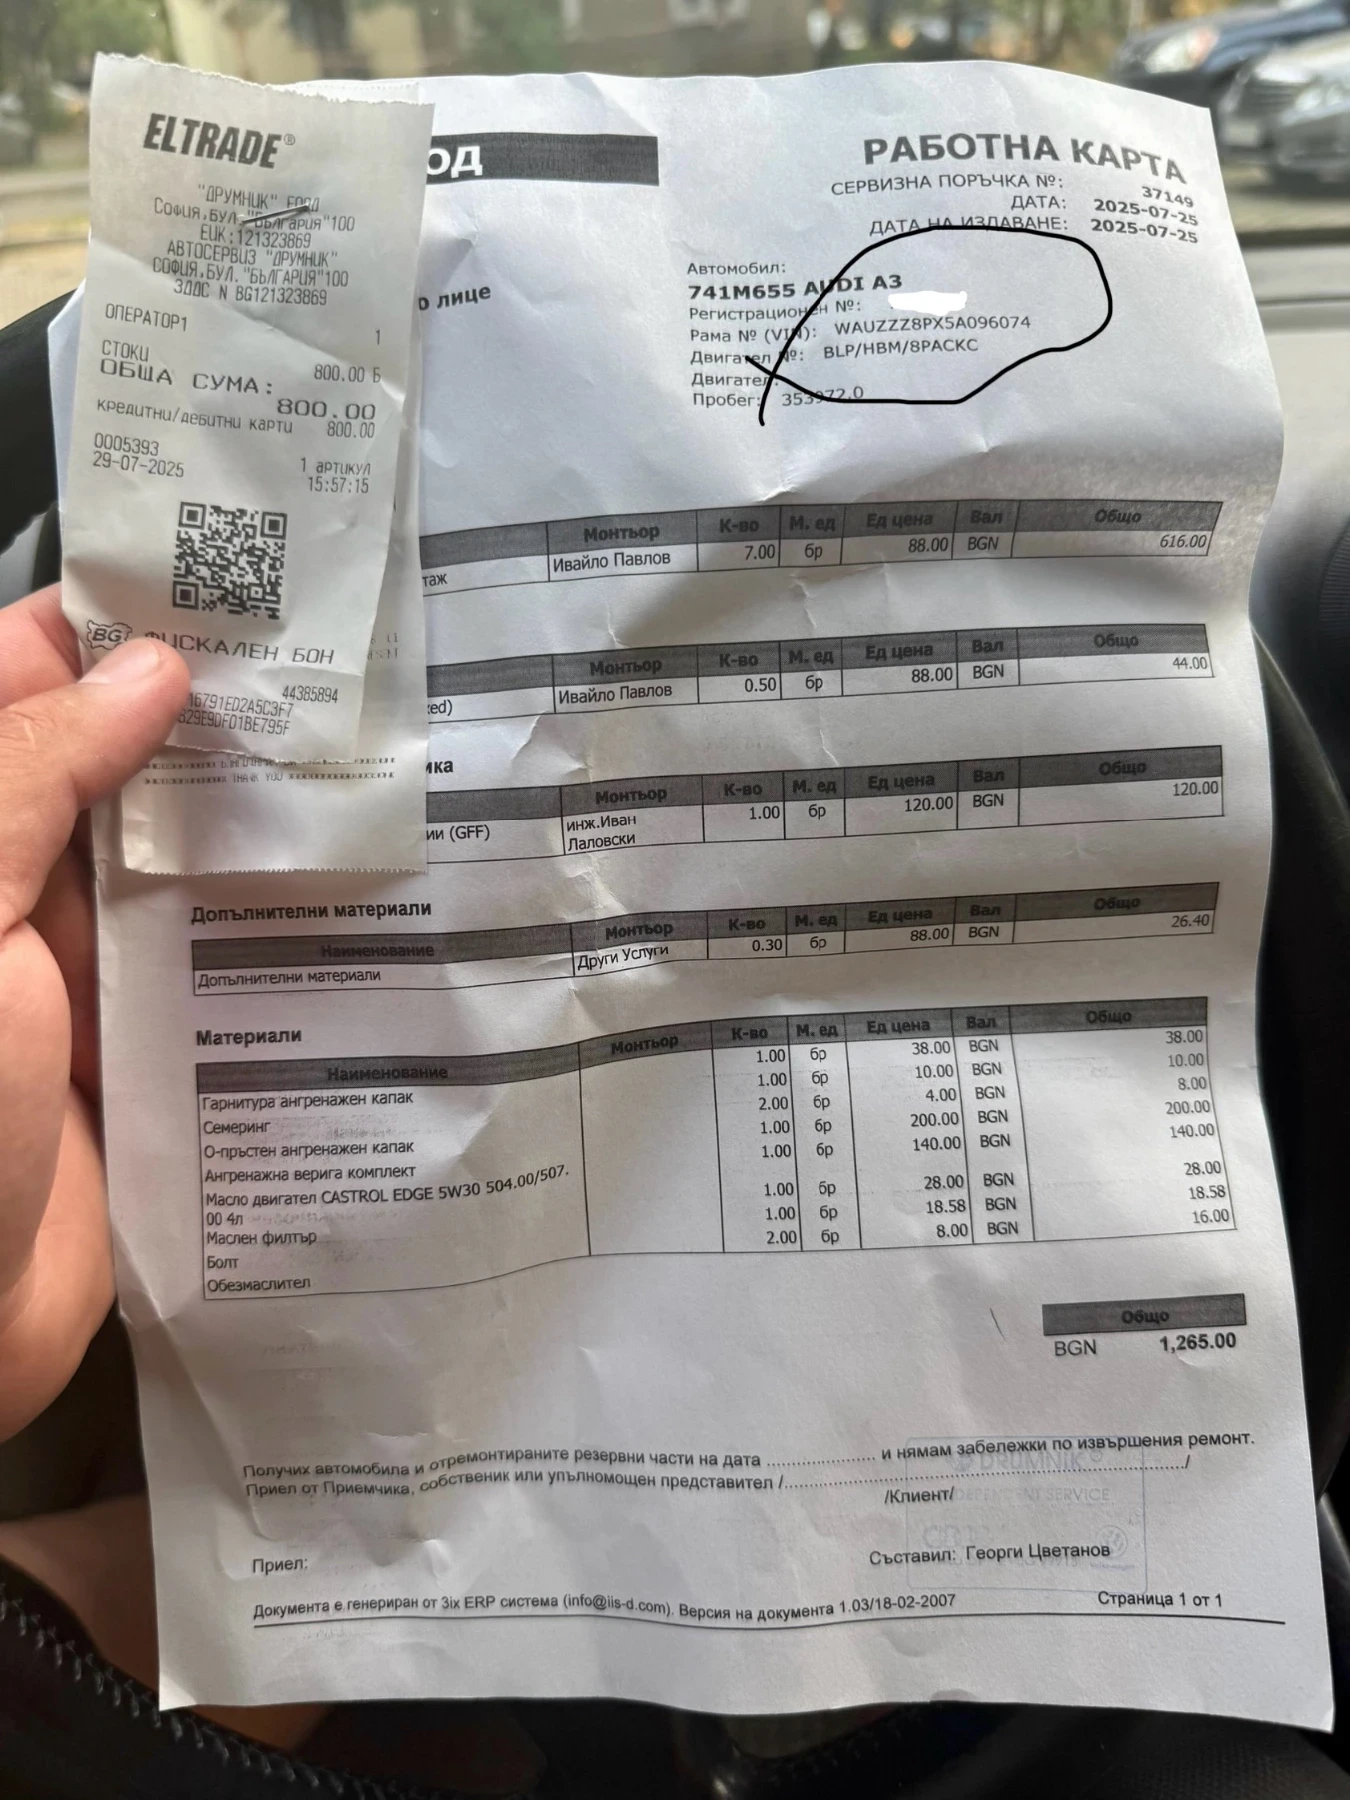 ELTRADE®
"ДРУМНИК" ЕООД
СОФИЯ,БУЛ."БЪЛГАРИЯ"100
ЕИК:121323869
АВТОСЕРВИЗ "ДРУМНИК"
СОФИЯ,БУЛ. "БЪЛГАРИЯ"100
ЗДДС N BG121323869
ОПЕРАТОР1 1
СТОКИ 800.00 Б
ОБЩА СУМА: 800.00
КРЕДИТНИ/ДЕБИТНИ КАРТИ 800.00
0005393 1 АРТИКУЛ
29-07-2025 15:57:15
BG ФИСКАЛЕН БОН
44385894
16791ED2A5C3F7
329E9DF01BE795F
THANK YOU
ОД
о лице
РАБОТНА КАРТА
СЕРВИЗНА ПОРЪЧКА №: 37149
ДАТА: 2025-07-25
ДАТА НА ИЗДАВАНЕ: 2025-07-25
Автомобил:
741M655 AUDI A3
Регистрационен №:
Рама № (VIN): WAUZZZ8PX5A096074
Двигател №: BLP/HBM/8PACKC
Двигател
Пробег: 353972.0
Монтьор К-во М. ед Ед цена Вал Общо
таж Ивайло Павлов 7.00 бр 88.00 BGN 616.00
Монтьор К-во М. ед Ед цена Вал Общо
ked) Ивайло Павлов 0.50 бр 88.00 BGN 44.00
ика
Монтьор К-во М. ед Ед цена Вал Общо
ии (GFF) инж.Иван 1.00 бр 120.00 BGN 120.00
Лаловски
Допълнителни материали
Наименование Монтьор К-во М. ед Ед цена Вал Общо
Допълнителни материали Други Услуги 0.30 бр 88.00 BGN 26.40
Материали
Наименование Монтьор К-во М. ед Ед цена Вал Общо
Гарнитура ангренажен капак 1.00 бр 38.00 BGN 38.00
Семеринг 1.00 бр 10.00 BGN 10.00
О-пръстен ангренажен капак 2.00 бр 4.00 BGN 8.00
Ангренажна верига комплект 1.00 бр 200.00 BGN 200.00
Масло двигател CASTROL EDGE 5W30 504.00/507. 1.00 бр 140.00 BGN 140.00
00 4л
Маслен филтър 1.00 бр 28.00 BGN 28.00
Болт 1.00 бр 18.58 BGN 18.58
Обезмаслител 2.00 бр 8.00 BGN 16.00
Общо
BGN 1,265.00
Получих автомобила и отремонтираните резервни части на дата .................... и нямам забележки по извършения ремонт.
Приел от Приемчика, собственик или упълномощен представител /................................................/
/Клиент/
DRUMNIK
SERVICE
Приел: Съставил: Георги Цветанов
Документа е генериран от 3ix ERP система (info@iis-d.com). Версия на документа 1.03/18-02-2007 Страница 1 от 1